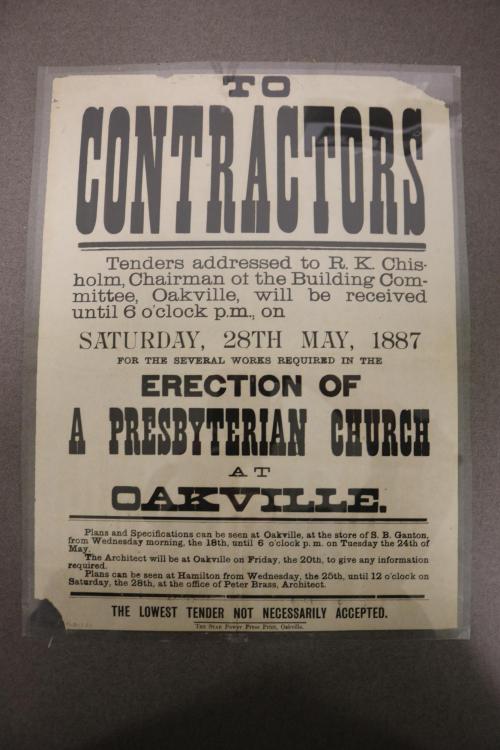 TO
CONTRACTORS
Tenders addressed to R. K. Chis-
holm, Chairman of the Building Com-
mittee, Oakville, will be received
until 6 o'clock p.m., on
SATURDAY, 28TH MAY, 1887
FOR THE SEVERAL WORKS REQUIRED IN THE
ERECTION OF
A PRESBYTERIAN CHURCH
AT
OAKVILLE.
Plans and Specifications can be seen at Oakville, at the store of S. B. Ganton,
from Wednesday morning, the 18th, until 6 o'clock p. m. on Tuesday the 24th of
May.
The Architect will be at Oakville on Friday, the 20th, to give any information
required.
Plans can be seen at Hamilton from Wednesday, the 25th, until 12 o'clock on
Saturday, the 28th, at the office of Peter Brass, Architect.
THE LOWEST TENDER NOT NECESSARILY ACCEPTED.
The Star Power Press Print, Oakville.